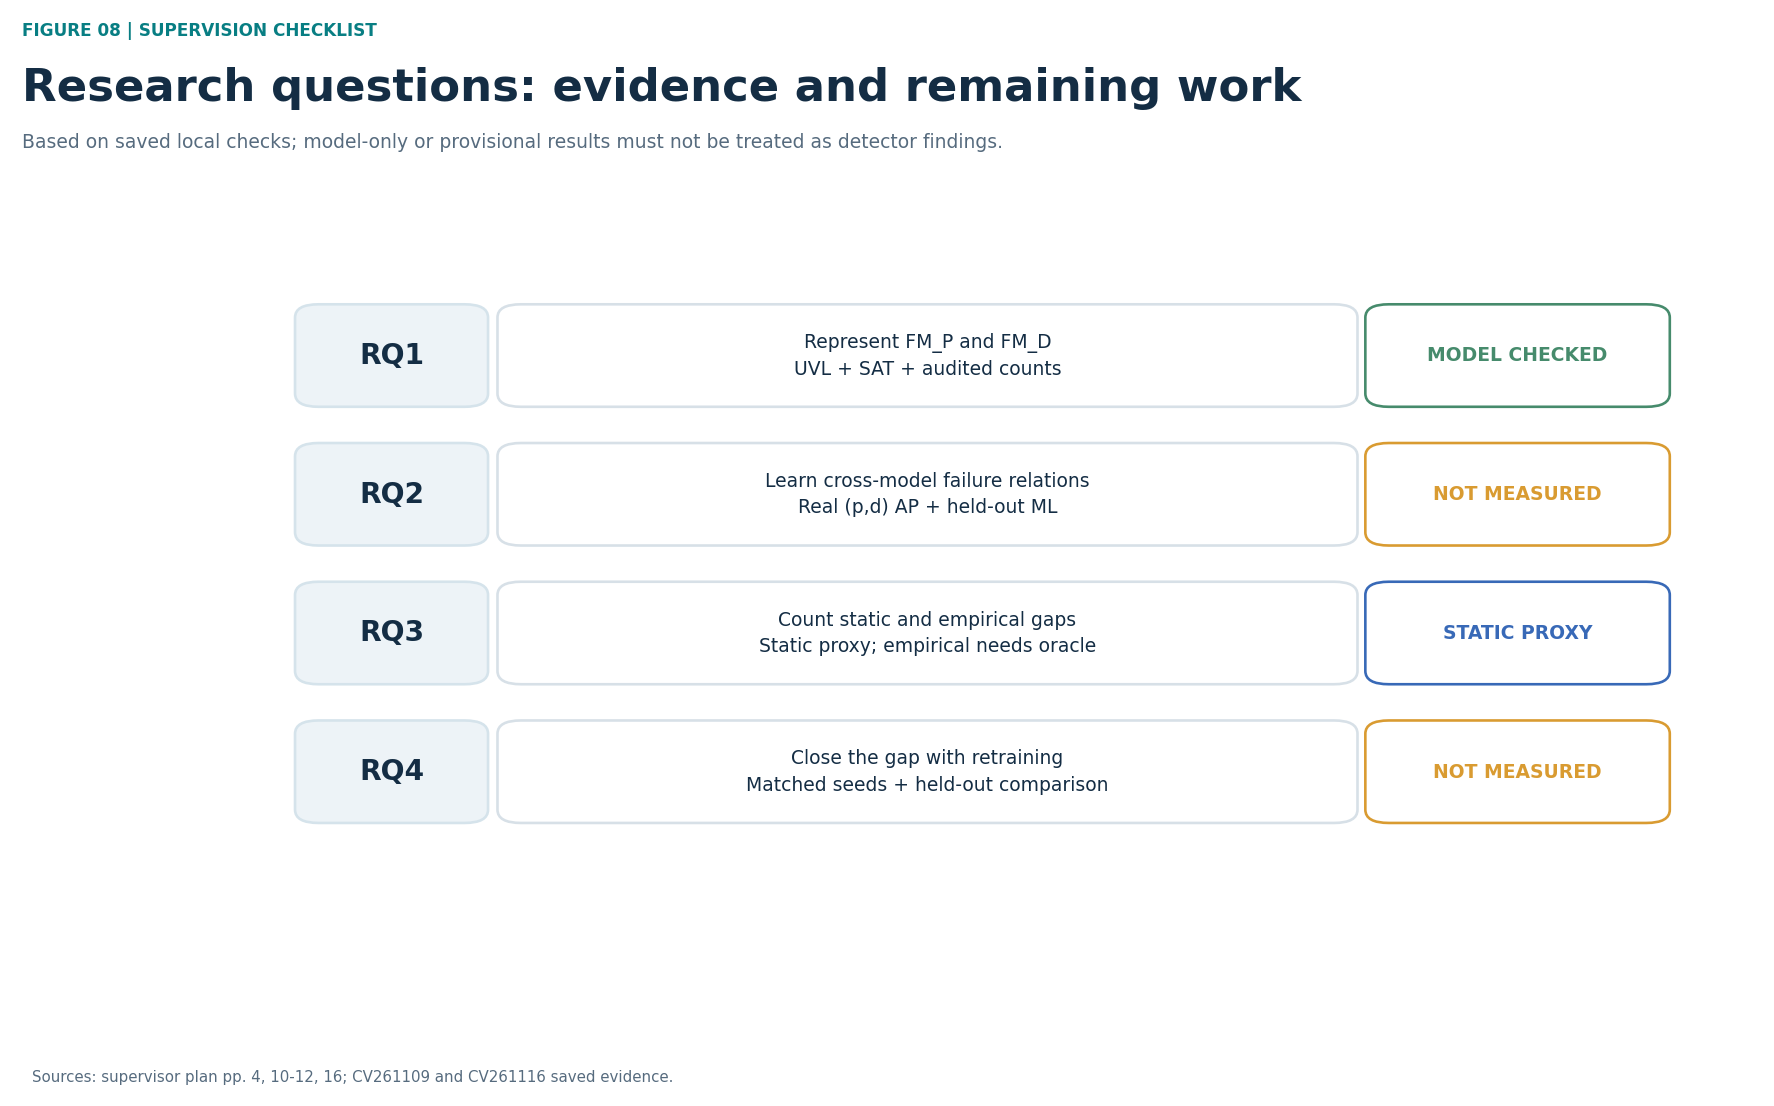 FIGURE 08 | SUPERVISION CHECKLIST
Research questions: evidence and remaining work
Based on saved local checks; model-only or provisional results must not be treated as detector findings.
RQ1
Represent FM_P and FM_D
UVL + SAT + audited counts
MODEL CHECKED
RQ2
Learn cross-model failure relations
Real (p,d) AP + held-out ML
NOT MEASURED
RQ3
Count static and empirical gaps
Static proxy; empirical needs oracle
STATIC PROXY
RQ4
Close the gap with retraining
Matched seeds + held-out comparison
NOT MEASURED
Sources: supervisor plan pp. 4, 10-12, 16; CV261109 and CV261116 saved evidence.